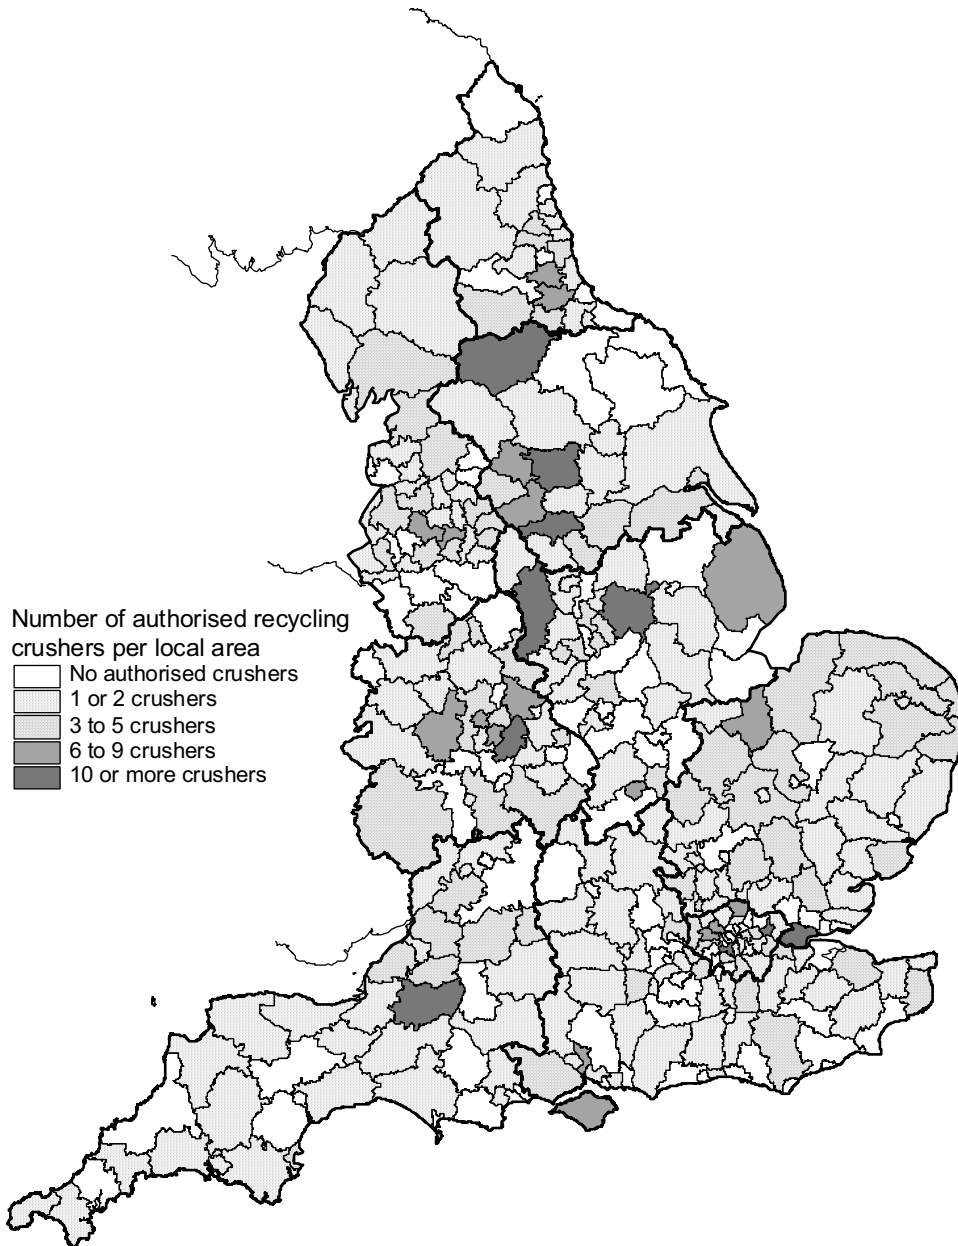 Number of authorised recycling
crushers per local area
No authorised crushers
1 or 2 crushers
3 to 5 crushers
6 to 9 crushers
10 or more crushers